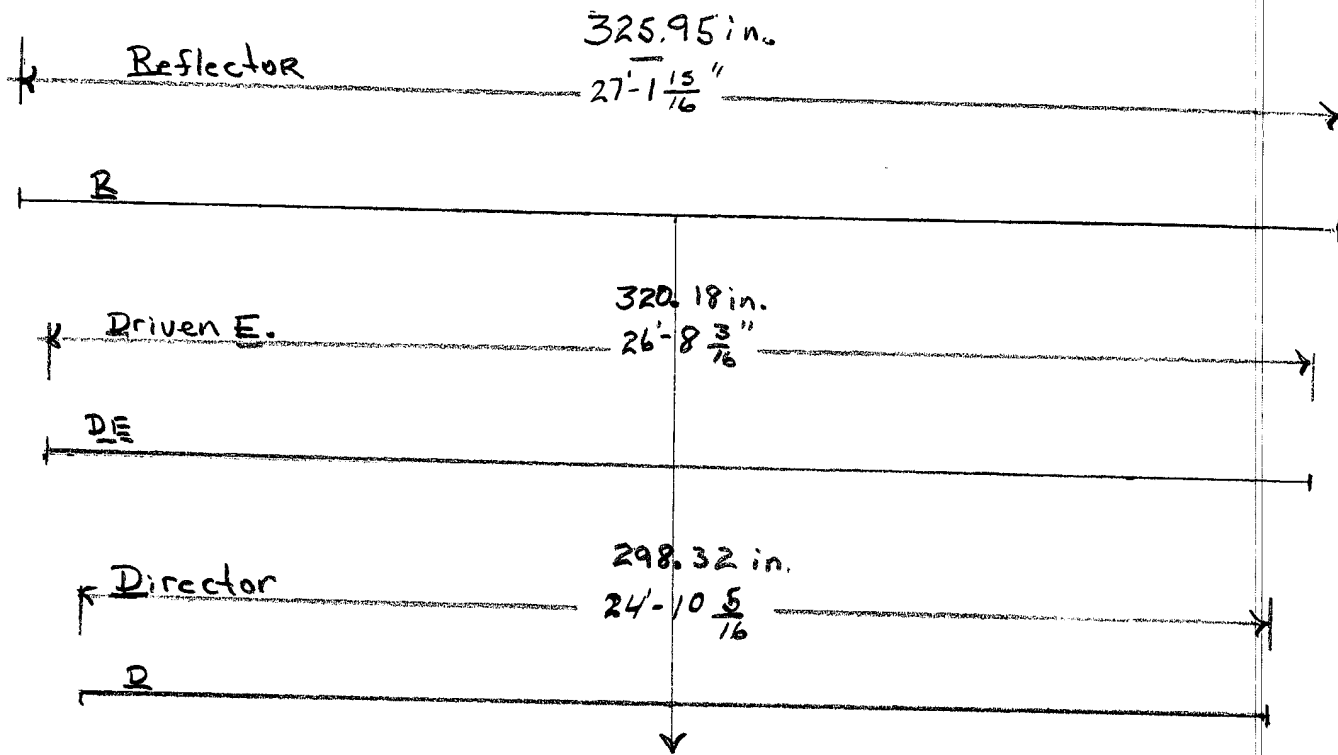 325.95 in.
Reflector
27'-1 15/16"
R
320.18 in.
Driven E.
26'-8 3/16"
DE
298.32 in.
Director
24'-10 5/16
D